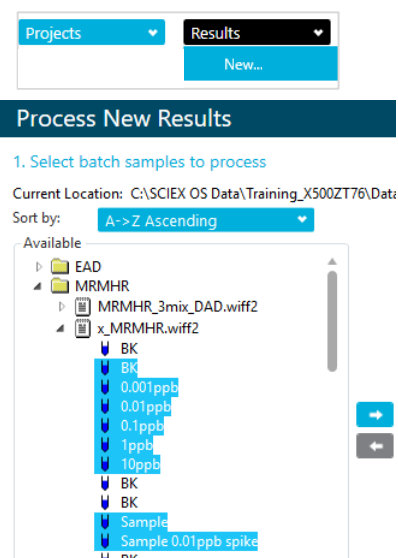 Projects Results
New...
Process New Results
1. Select batch samples to process
Current Location: C:\SCIEX OS Data\Training_X500ZT76\Data
Sort by: A->Z Ascending
Available
EAD
MRMHR
MRMHR_3mix_DAD.wiff2
x_MRMHR.wiff2
BK
BK
0.001ppb
0.01ppb
0.1ppb
1ppb
10ppb
BK
BK
Sample
Sample 0.01ppb spike
BK